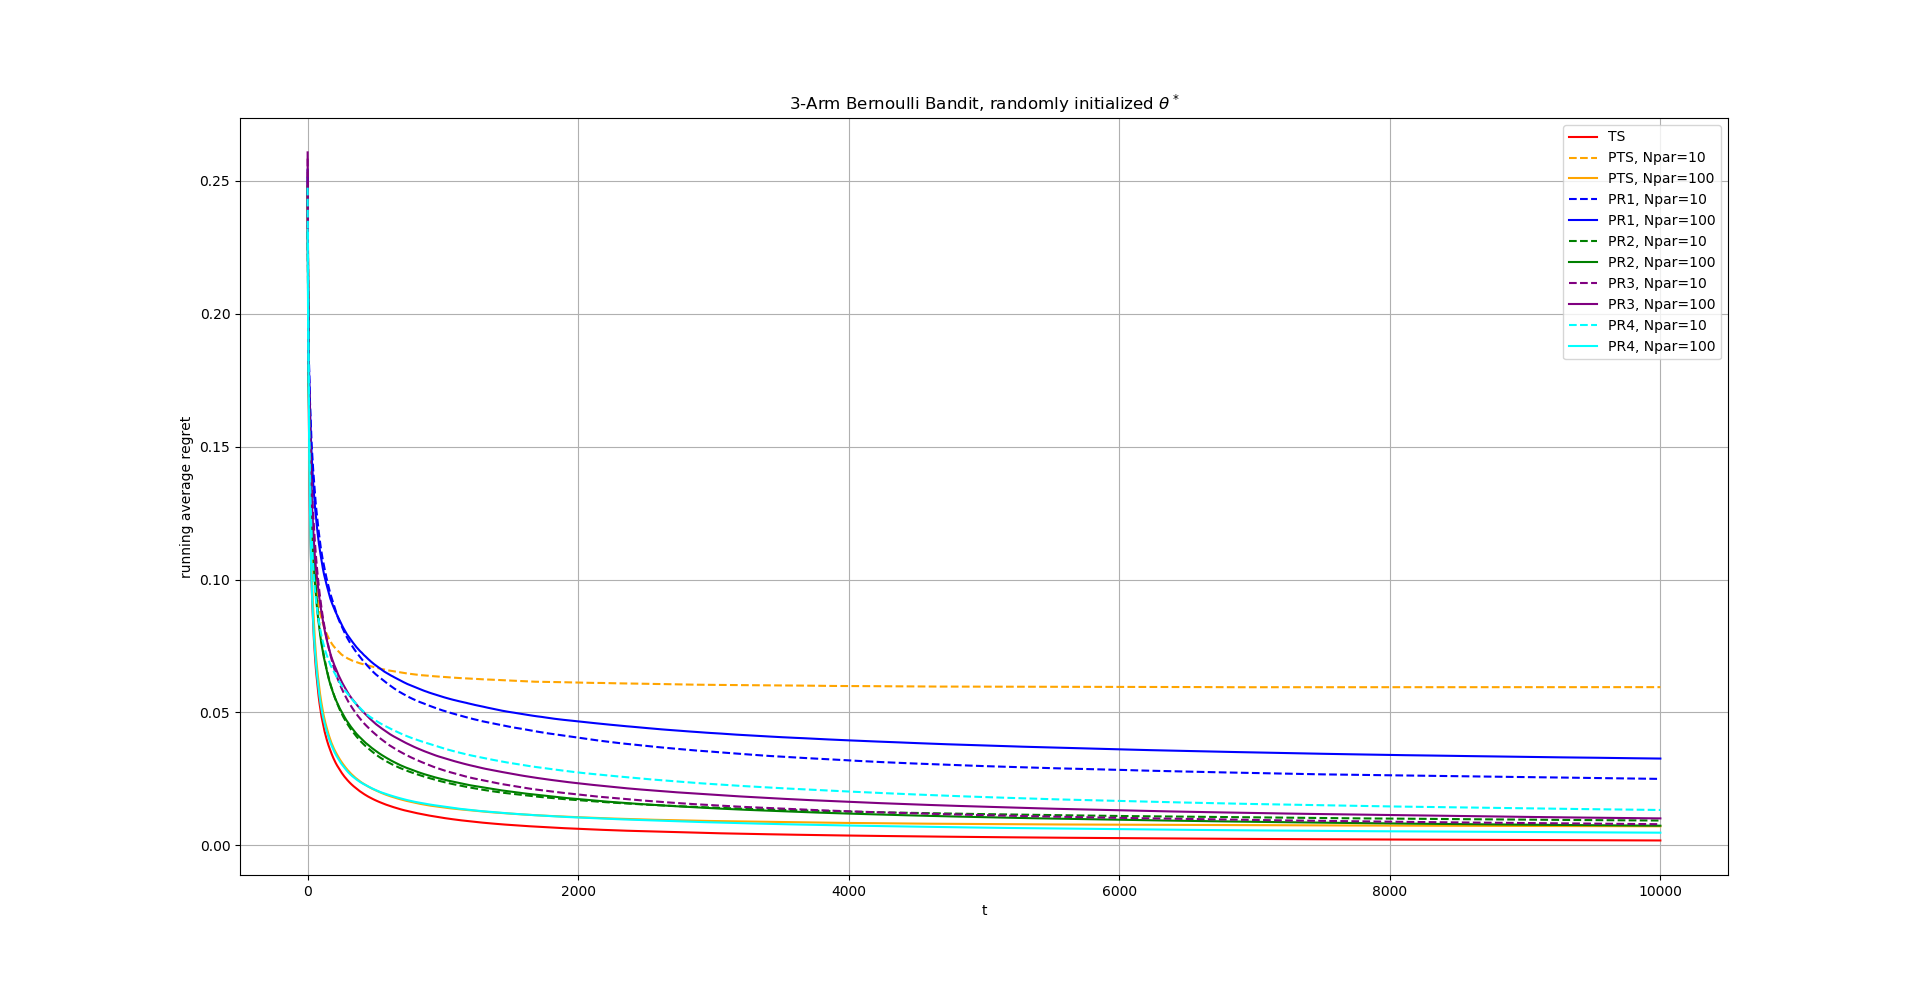 3-Arm Bernoulli Bandit, randomly initialized θ*
running average regret
0.25
0.20
0.15
0.10
0.05
0.00
0 2000 4000 6000 8000 10000
t
TS
PTS, Npar=10
PTS, Npar=100
PR1, Npar=10
PR1, Npar=100
PR2, Npar=10
PR2, Npar=100
PR3, Npar=10
PR3, Npar=100
PR4, Npar=10
PR4, Npar=100